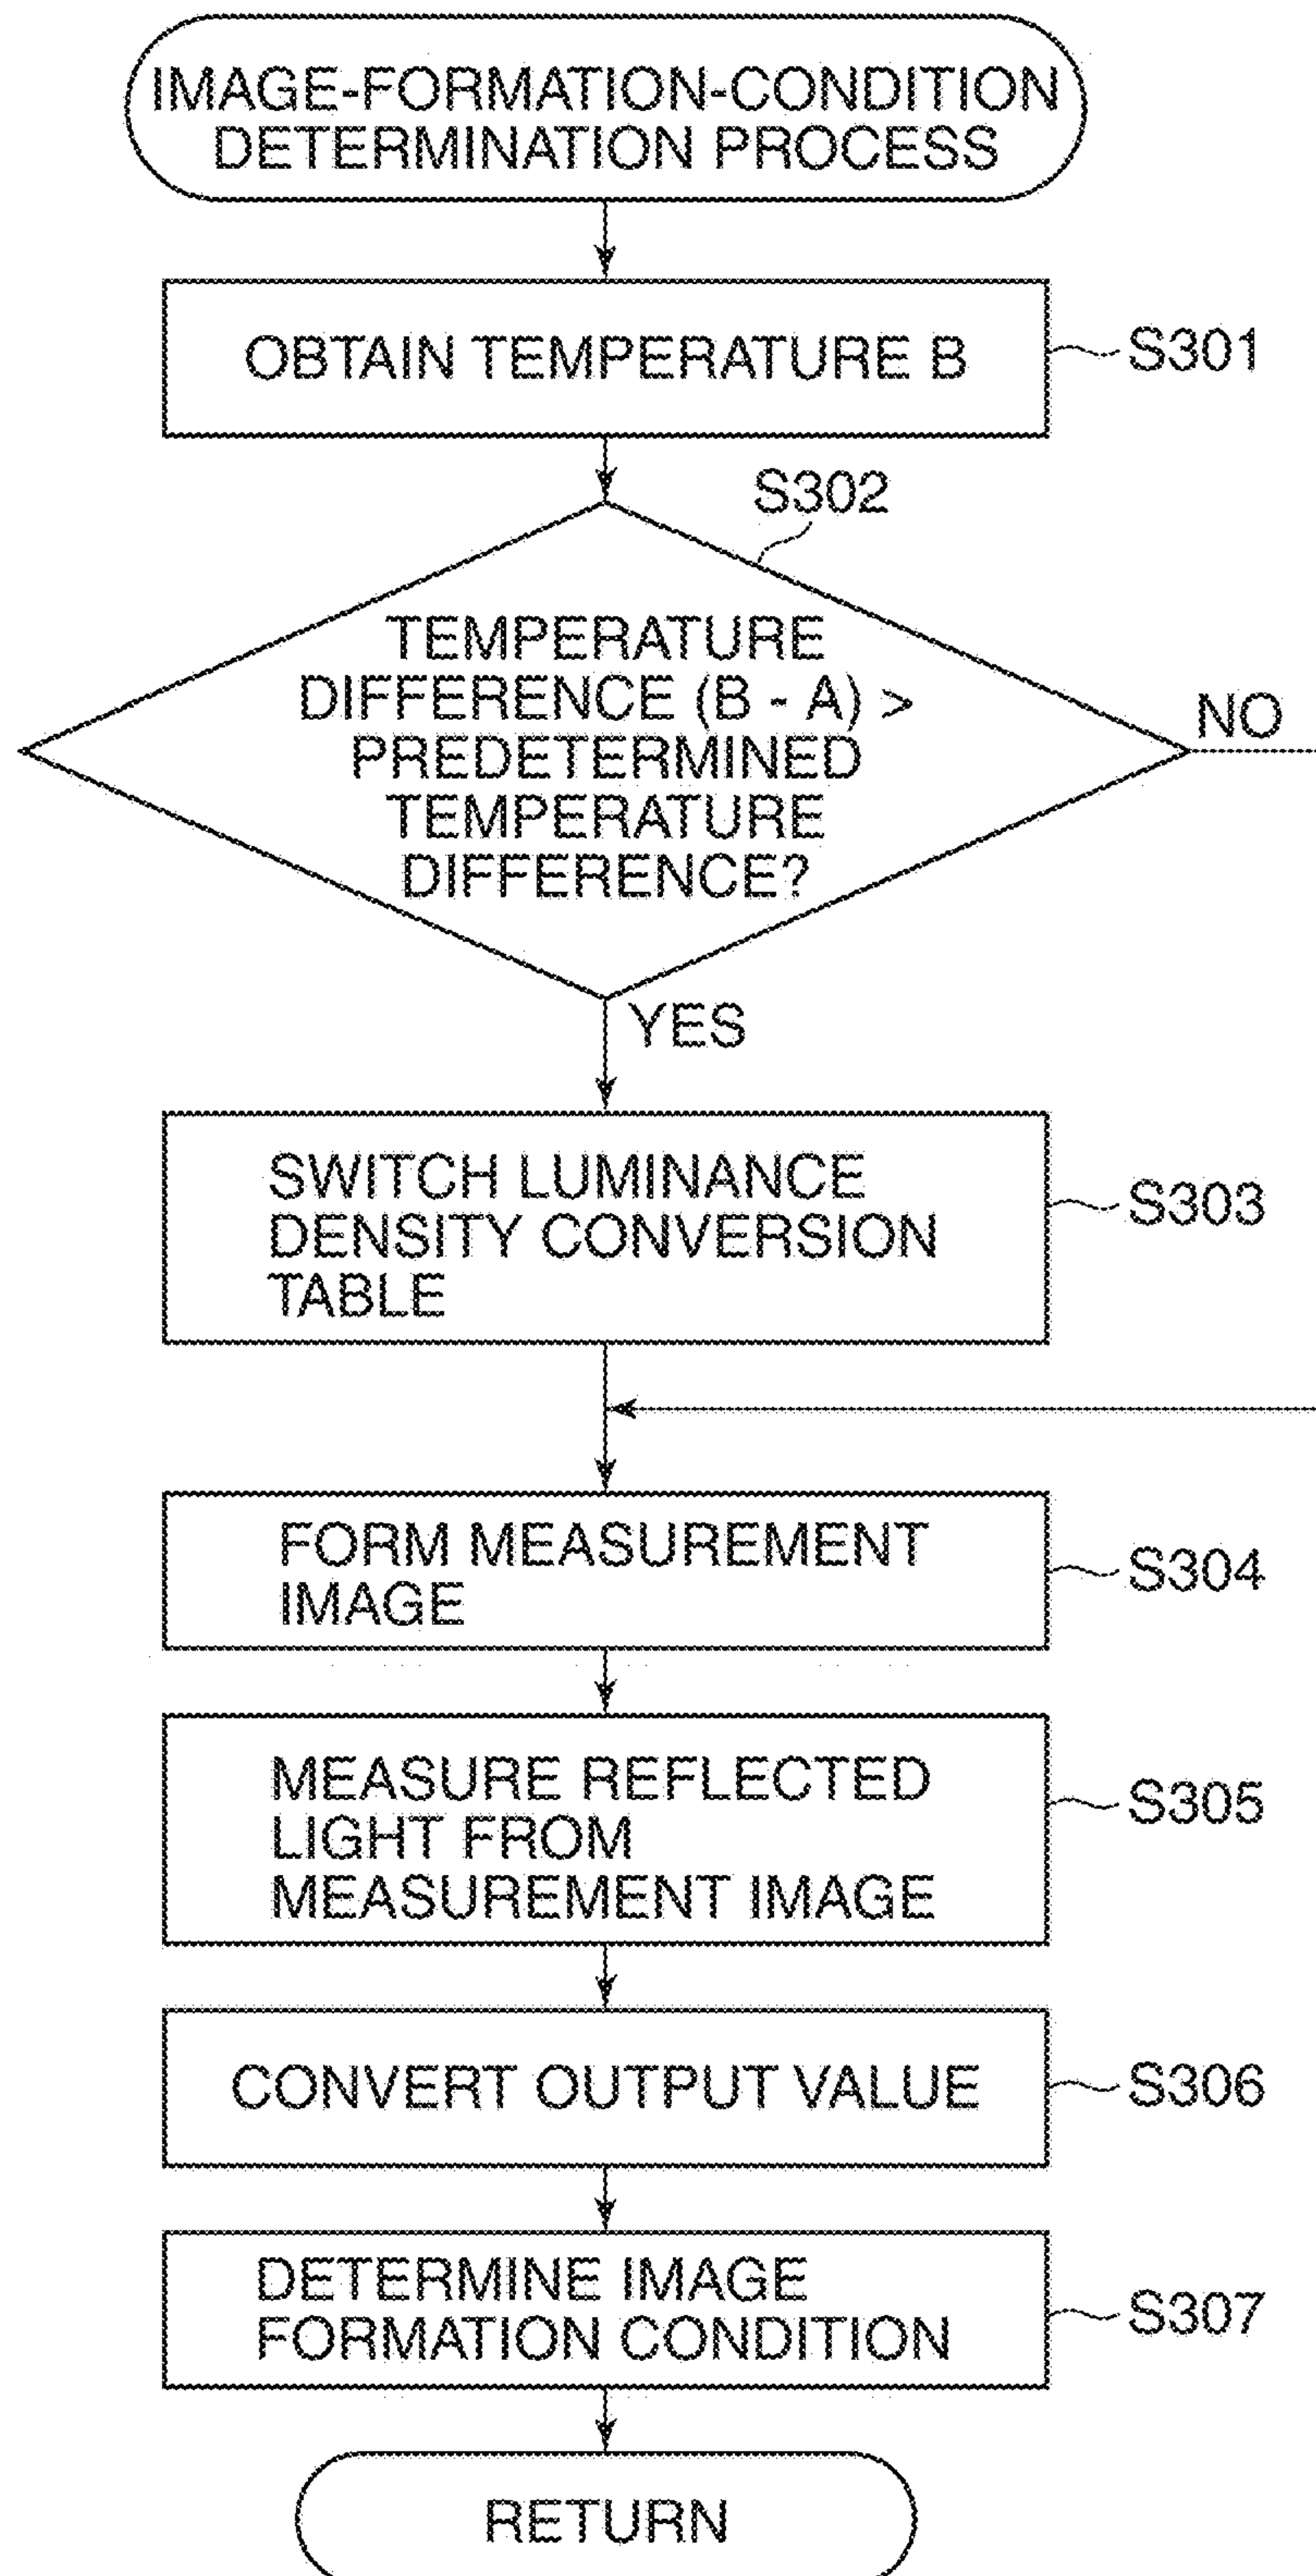 IMAGE-FORMATION-CONDITION
DETERMINATION PROCESS
OBTAIN TEMPERATURE B
S301
S302
TEMPERATURE
DIFFERENCE (B - A) >
PREDETERMINED
TEMPERATURE
DIFFERENCE?
NO
YES
SWITCH LUMINANCE
DENSITY CONVERSION
TABLE
S303
FORM MEASUREMENT
IMAGE
S304
MEASURE REFLECTED
LIGHT FROM
MEASUREMENT IMAGE
S305
CONVERT OUTPUT VALUE
S306
DETERMINE IMAGE
FORMATION CONDITION
S307
RETURN